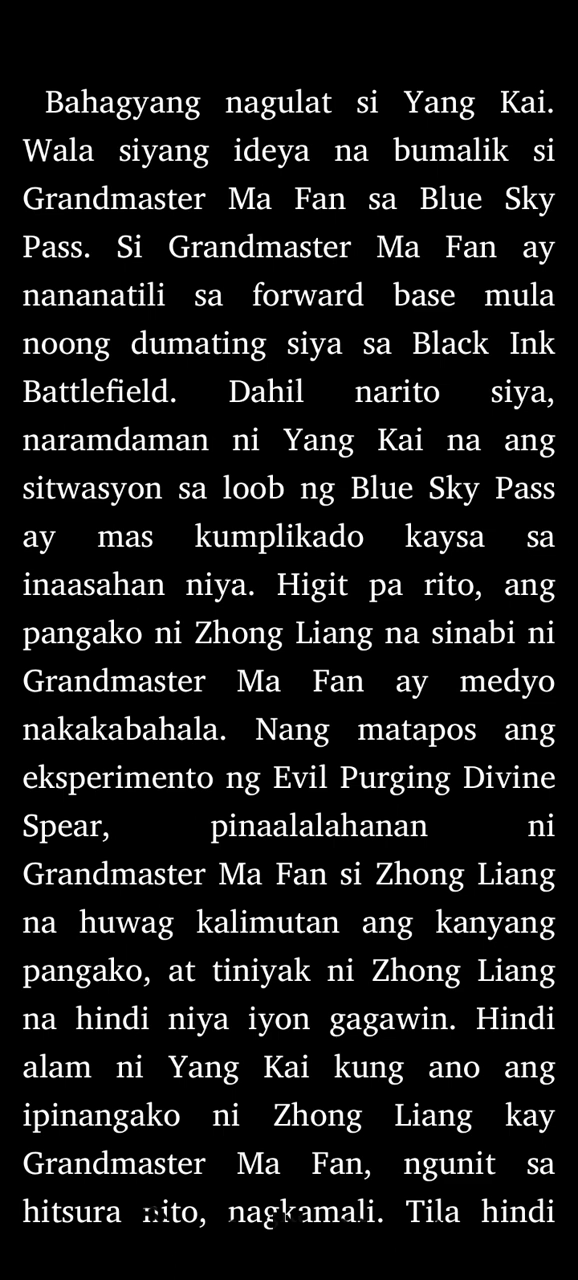 Bahagyang nagulat si Yang Kai.
Wala siyang ideya na bumalik si
Grandmaster Ma Fan sa Blue Sky
Pass. Si Grandmaster Ma Fan ay
nananatili sa forward base mula
noong dumating siya sa Black Ink
Battlefield. Dahil narito siya,
naramdaman ni Yang Kai na ang
sitwasyon sa loob ng Blue Sky Pass
ay mas kumplikado kaysa sa
inaasahan niya. Higit pa rito, ang
pangako ni Zhong Liang na sinabi ni
Grandmaster Ma Fan ay medyo
nakakabahala. Nang matapos ang
eksperimento ng Evil Purging Divine
Spear, pinaalalahanan ni
Grandmaster Ma Fan si Zhong Liang
na huwag kalimutan ang kanyang
pangako, at tiniyak ni Zhong Liang
na hindi niya iyon gagawin. Hindi
alam ni Yang Kai kung ano ang
ipinangako ni Zhong Liang kay
Grandmaster Ma Fan, ngunit sa
hitsura nito, nagkamali. Tila hindi